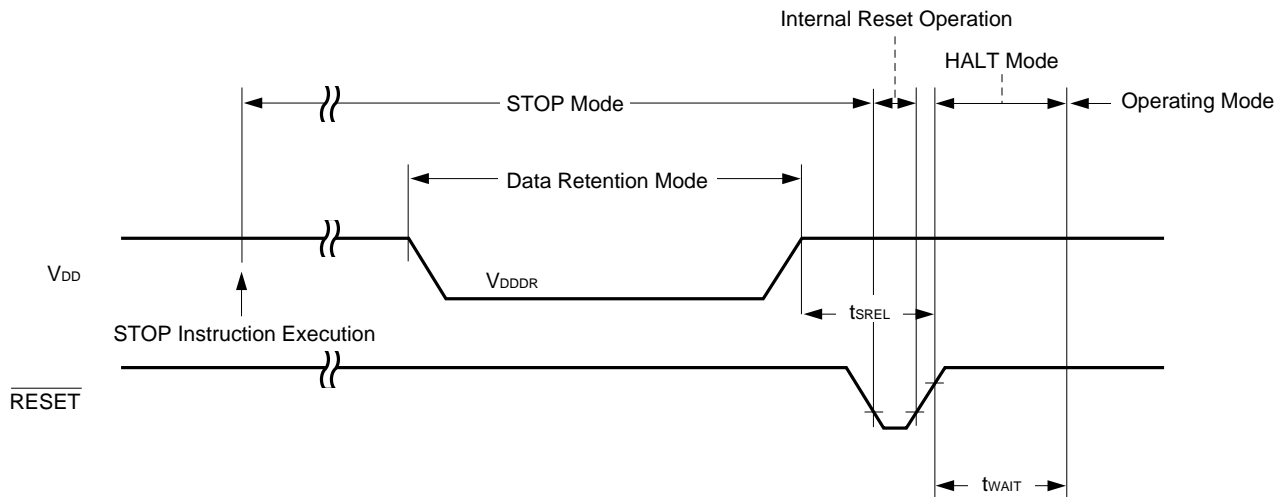 Internal Reset Operation
HALT Mode
STOP Mode
Operating Mode
Data Retention Mode
VDD
VDDDR
STOP Instruction Execution
tSREL
RESET
tWAIT